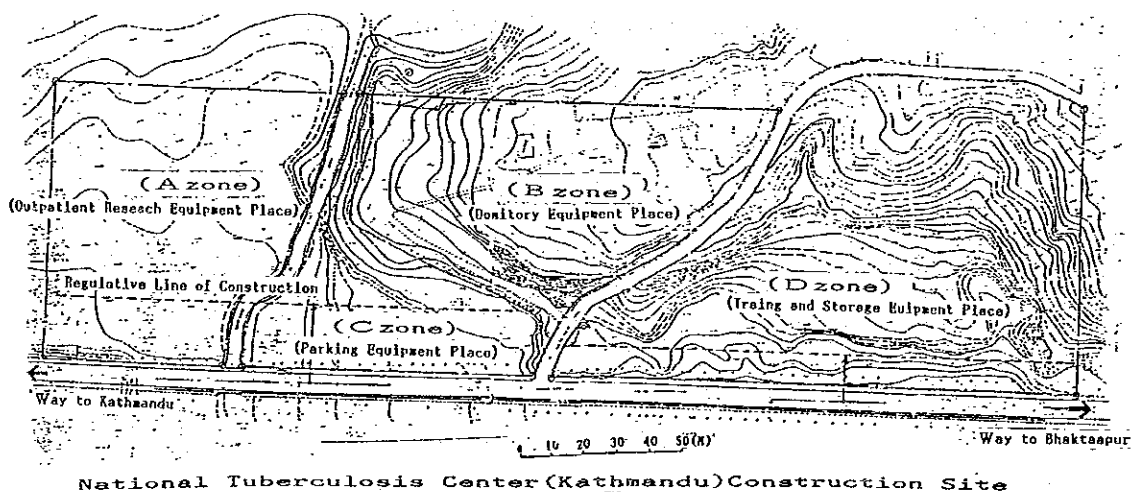 (A zone)
(Outpatient Reseach Equipment Place)
(B zone)
(Domitory Equipment Place)
Regulative Line of Construction
(C zone)
(Parking Equipment Place)
(D zone)
(Traing and Storage Euipment Place)
Way to Kathmandu
Way to Bhaktaapur
10 20 30 40 50(M)
National Tuberculosis Center(Kathmandu)Construction Site